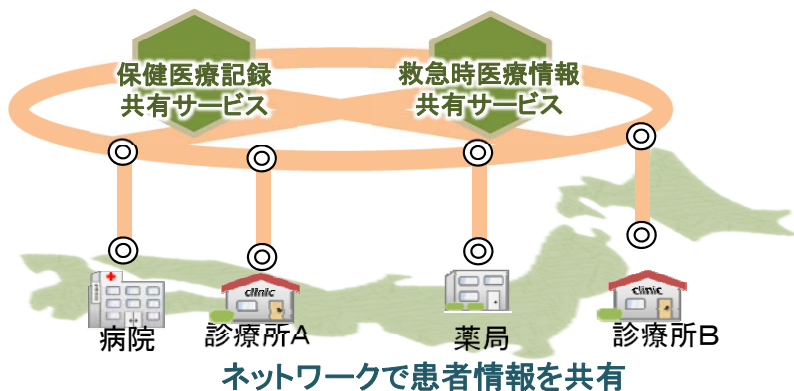 保健医療記録
共有サービス
救急時医療情報
共有サービス
clinic
clinic
病院
診療所A
薬局
診療所B
ネットワークで患者情報を共有